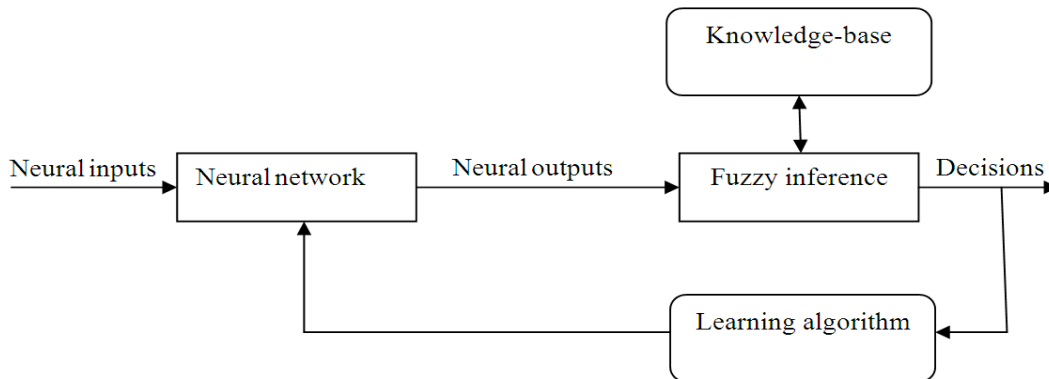 Knowledge-base
Neural inputs
Neural network
Neural outputs
Fuzzy inference
Decisions
Learning algorithm